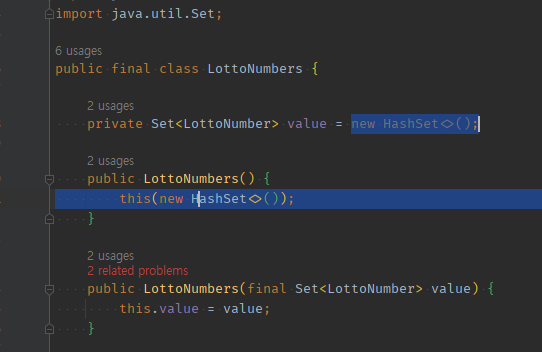 import java.util.Set;
6 usages
public final class LottoNumbers {
2 usages
private Set<LottoNumber> value = new HashSet<>();
2 usages
public LottoNumbers() {
this(new HashSet<>());
}
2 usages
2 related problems
public LottoNumbers(final Set<LottoNumber> value) {
this.value = value;
}